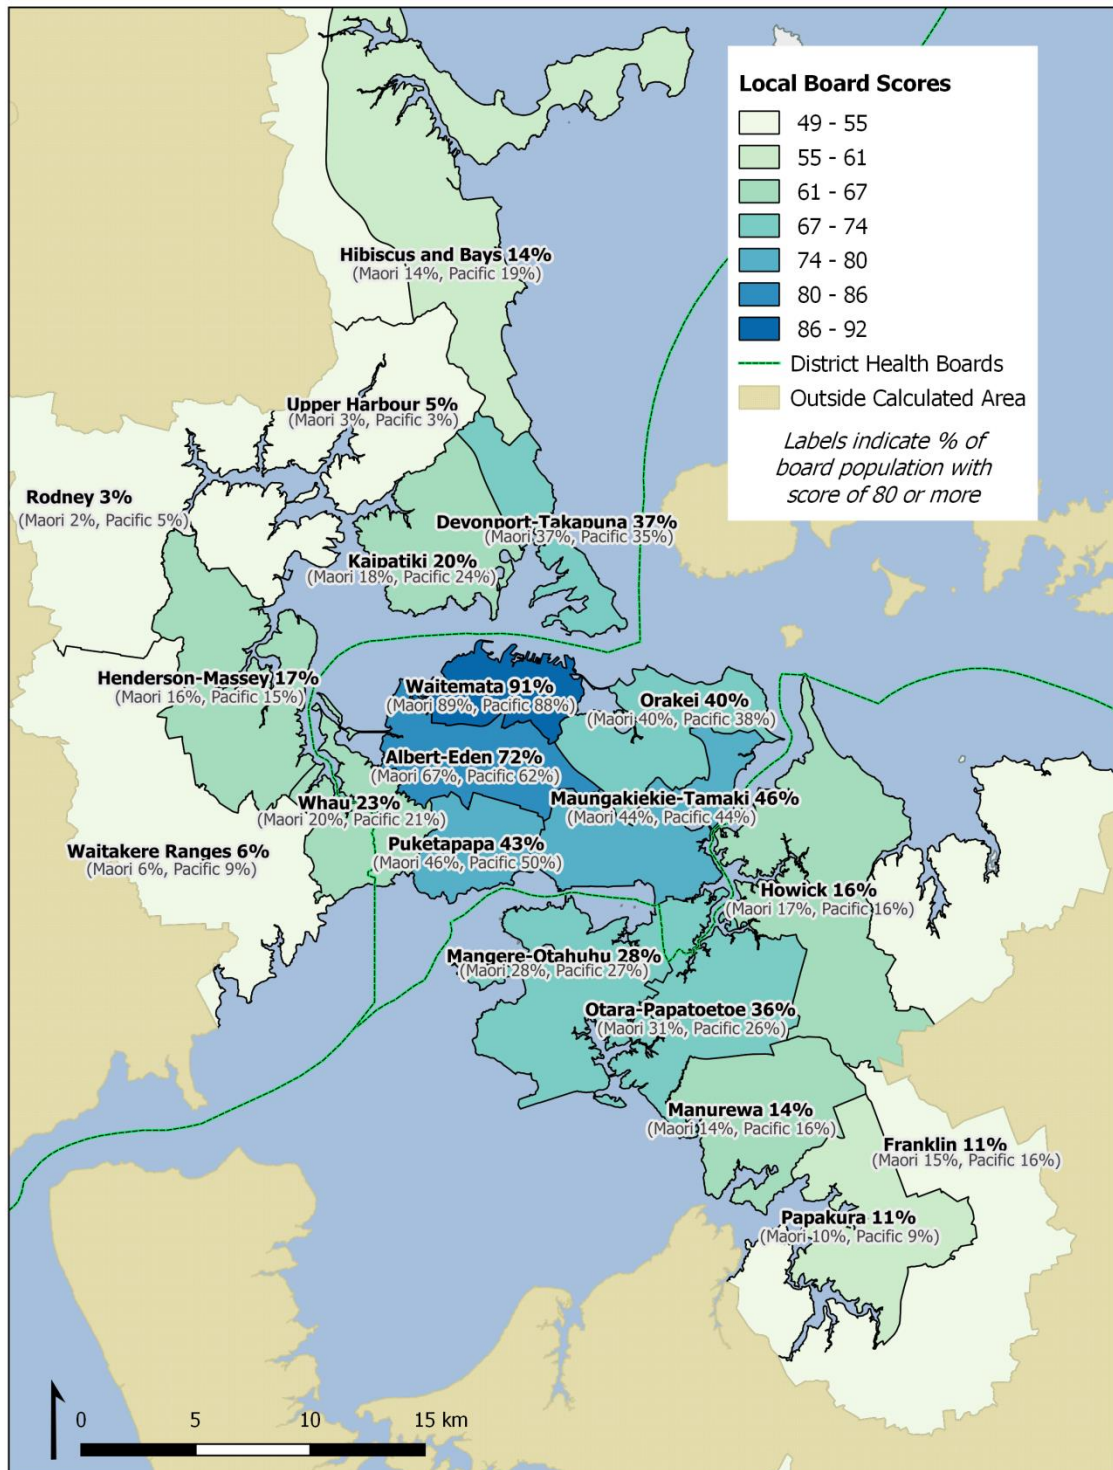 Local Board Scores
49 - 55
55 - 61
61 - 67
67 - 74
74 - 80
80 - 86
86 - 92
District Health Boards
Outside Calculated Area
Labels indicate % of
board population with
score of 80 or more
Hibiscus and Bays 14%
(Maori 14%, Pacific 19%)
Upper Harbour 5%
(Maori 3%, Pacific 3%)
Rodney 3%
(Maori 2%, Pacific 5%)
Devonport-Takapuna 37%
(Maori 37%, Pacific 35%)
Kaipatiki 20%
(Maori 18%, Pacific 24%)
Henderson-Massey 17%
(Maori 16%, Pacific 15%)
Waitemata 91%
(Maori 89%, Pacific 88%)
Orakei 40%
(Maori 40%, Pacific 38%)
Albert-Eden 72%
(Maori 67%, Pacific 62%)
Whau 23%
(Maori 20%, Pacific 21%)
Maungakiekie-Tamaki 46%
(Maori 44%, Pacific 44%)
Puketapapa 43%
(Maori 46%, Pacific 50%)
Waitakere Ranges 6%
(Maori 6%, Pacific 9%)
Howick 16%
(Maori 17%, Pacific 16%)
Mangere-Otahuhu 28%
(Maori 28%, Pacific 27%)
Otara-Papatoetoe 36%
(Maori 31%, Pacific 26%)
Manurewa 14%
(Maori 14%, Pacific 16%)
Franklin 11%
(Maori 15%, Pacific 16%)
Papakura 11%
(Maori 10%, Pacific 9%)
0 5 10 15 km